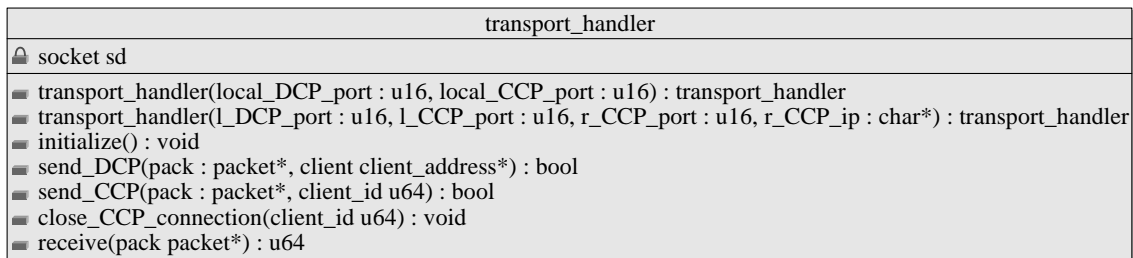 transport_handler
socket sd
transport_handler(local_DCP_port : u16, local_CCP_port : u16) : transport_handler
transport_handler(l_DCP_port : u16, l_CCP_port : u16, r_CCP_port : u16, r_CCP_ip : char*) : transport_handler
initialize() : void
send_DCP(pack : packet*, client client_address*) : bool
send_CCP(pack : packet*, client_id u64) : bool
close_CCP_connection(client_id u64) : void
receive(pack packet*) : u64